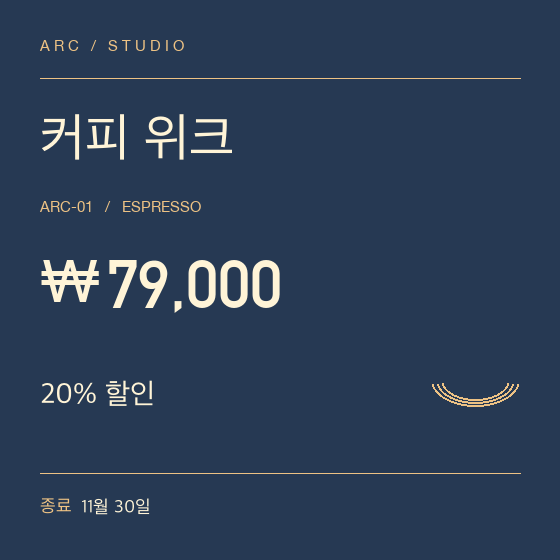 ARC / STUDIO
커피 위크
ARC-01 / ESPRESSO
₩79,000
20% 할인
종료 11월 30일